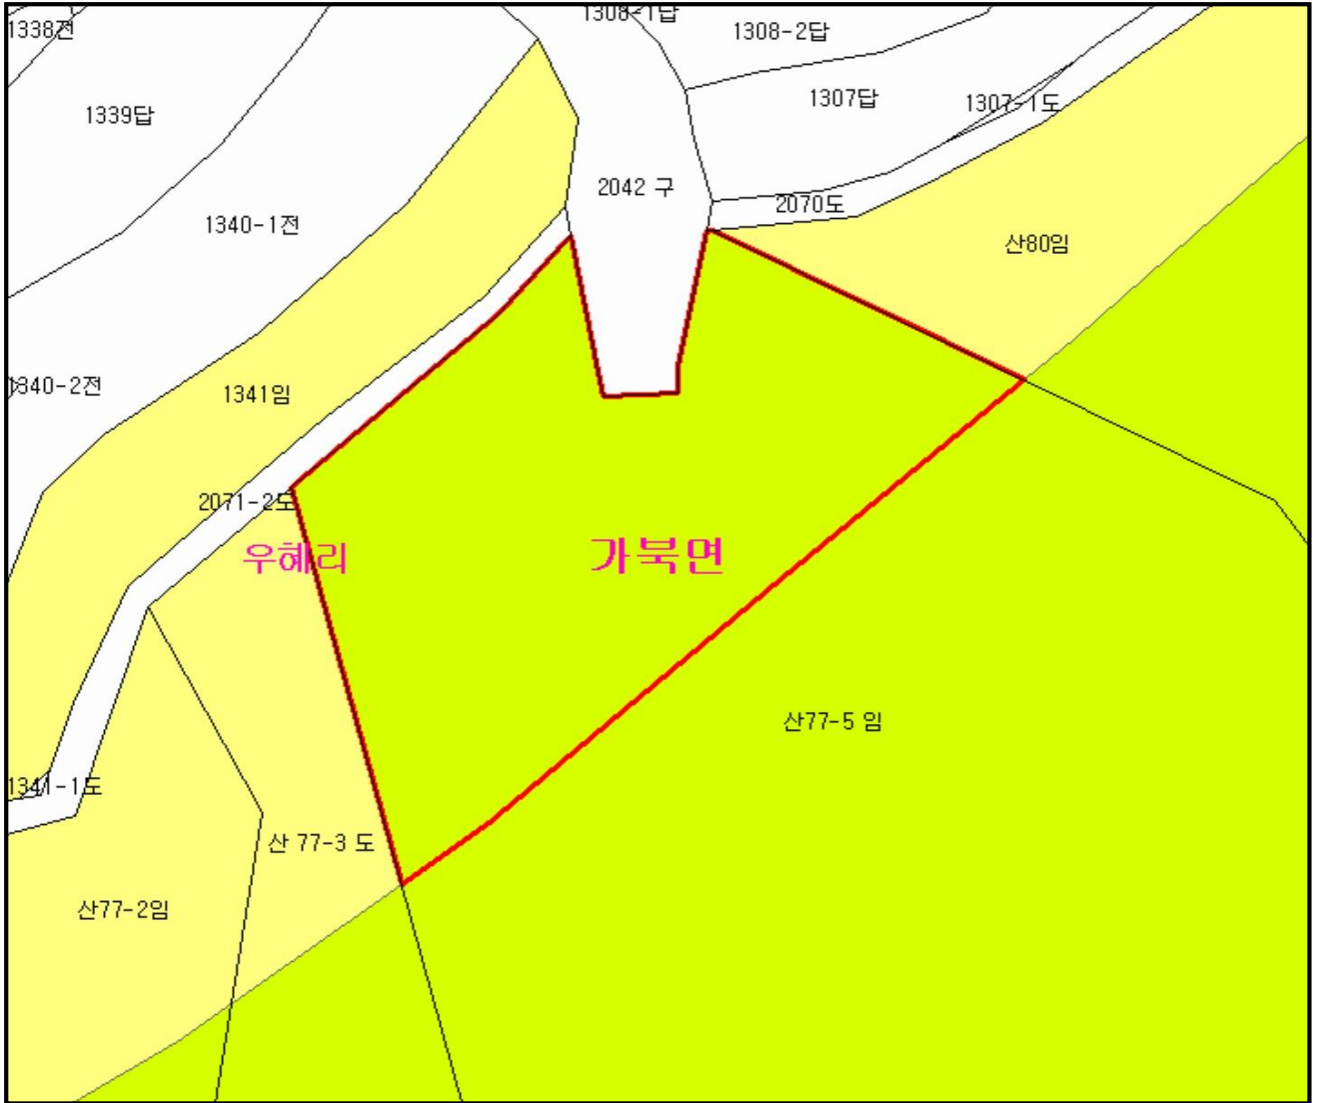 1308-1답
1338전
1308-2답
1307답
1307-1도
1339답
2042 구
2070도
1340-1전
산80임
1340-2전
1341임
2071-2도
우혜리
가북면
산77-5 임
1341-1도
산 77-3 도
산77-2임